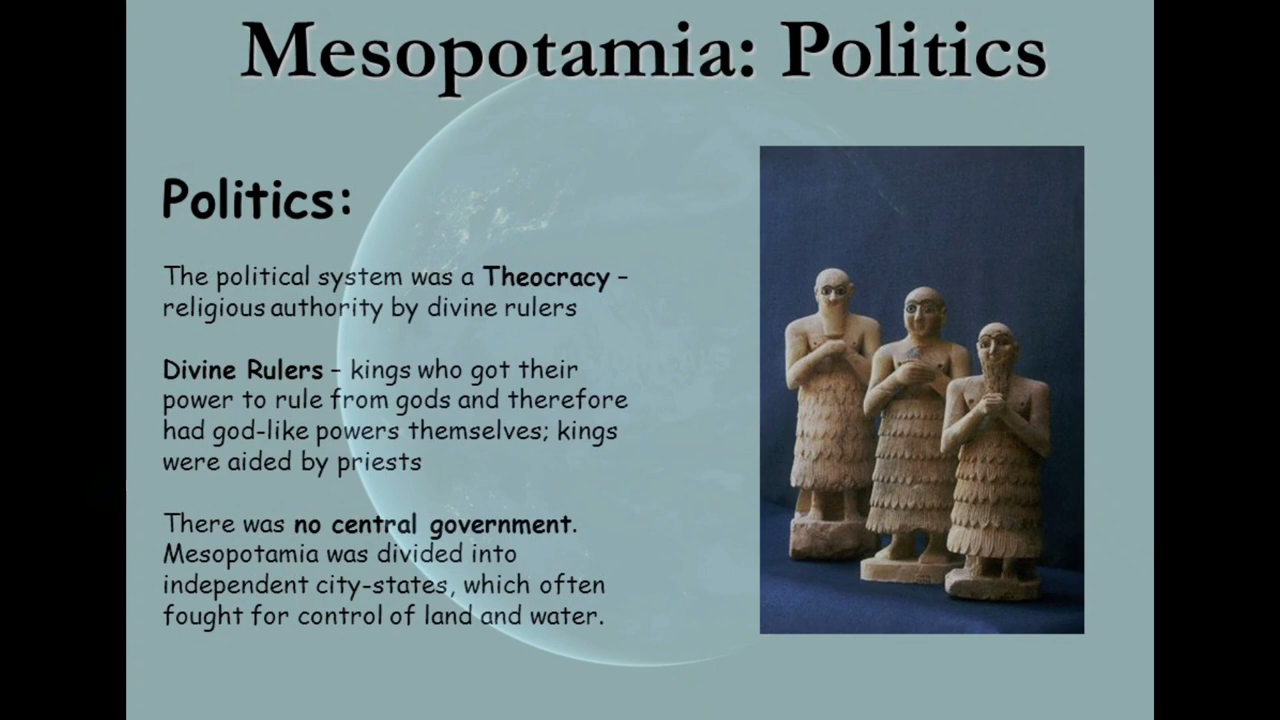 Mesopotamia: Politics
Politics:
The political system was a Theocracy –
religious authority by divine rulers
Divine Rulers – kings who got their
power to rule from gods and therefore
had god-like powers themselves; kings
were aided by priests
There was no central government.
Mesopotamia was divided into
independent city-states, which often
fought for control of land and water.